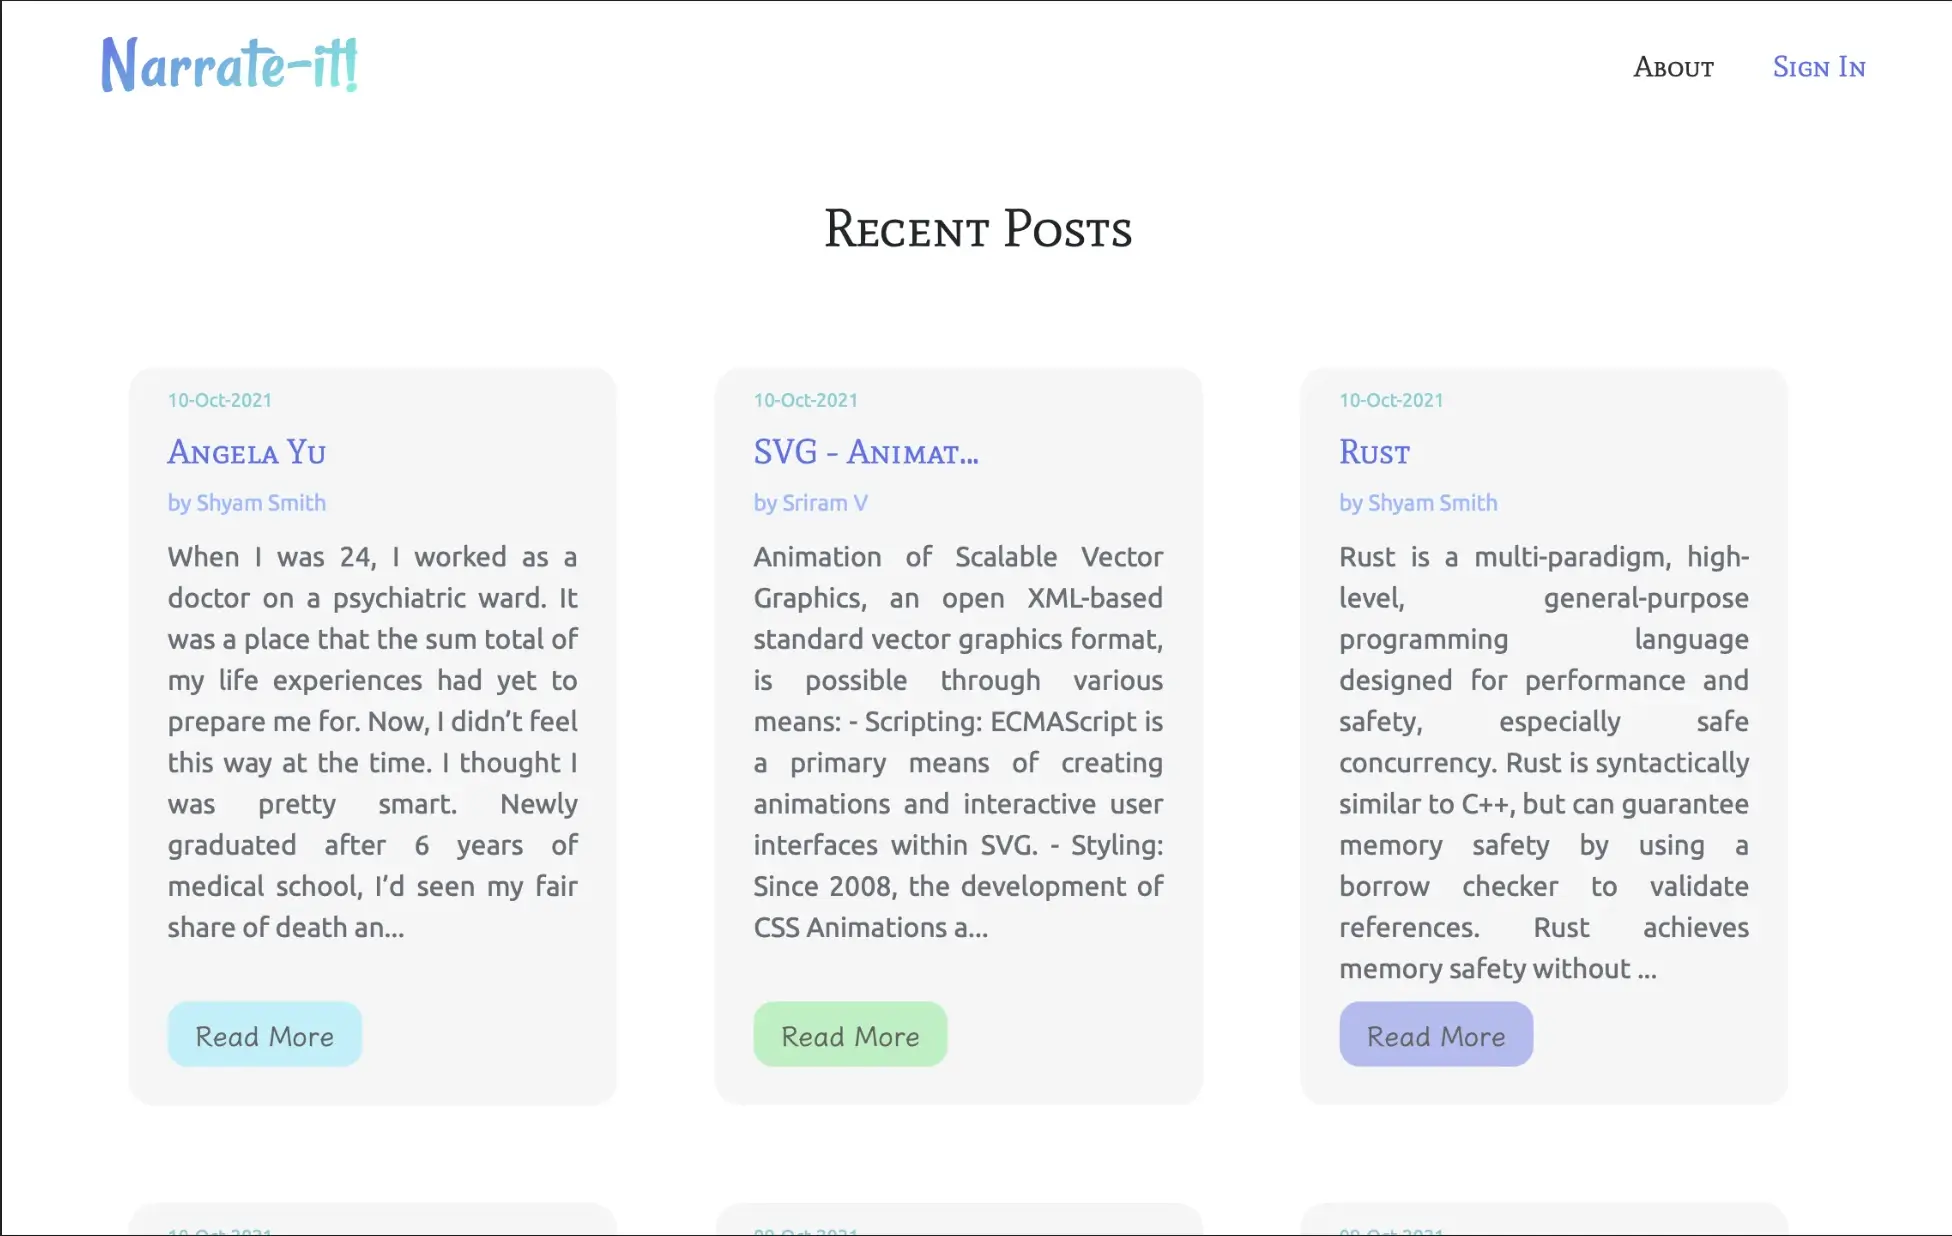 Narrate-it!
About
Sign In
Recent Posts
10-Oct-2021
Angela Yu
by Shyam Smith
When I was 24, I worked as a
doctor on a psychiatric ward. It
was a place that the sum total of
my life experiences had yet to
prepare me for. Now, I didn’t feel
this way at the time. I thought I
was pretty smart. Newly
graduated after 6 years of
medical school, I’d seen my fair
share of death an...
Read More
10-Oct-2021
SVG - Animat...
by Sriram V
Animation of Scalable Vector
Graphics, an open XML-based
standard vector graphics format,
is possible through various
means: - Scripting: ECMAScript is
a primary means of creating
animations and interactive user
interfaces within SVG. - Styling:
Since 2008, the development of
CSS Animations a...
Read More
10-Oct-2021
Rust
by Shyam Smith
Rust is a multi-paradigm, high-
level, general-purpose
programming language
designed for performance and
safety, especially safe
concurrency. Rust is syntactically
similar to C++, but can guarantee
memory safety by using a
borrow checker to validate
references. Rust achieves
memory safety without ...
Read More